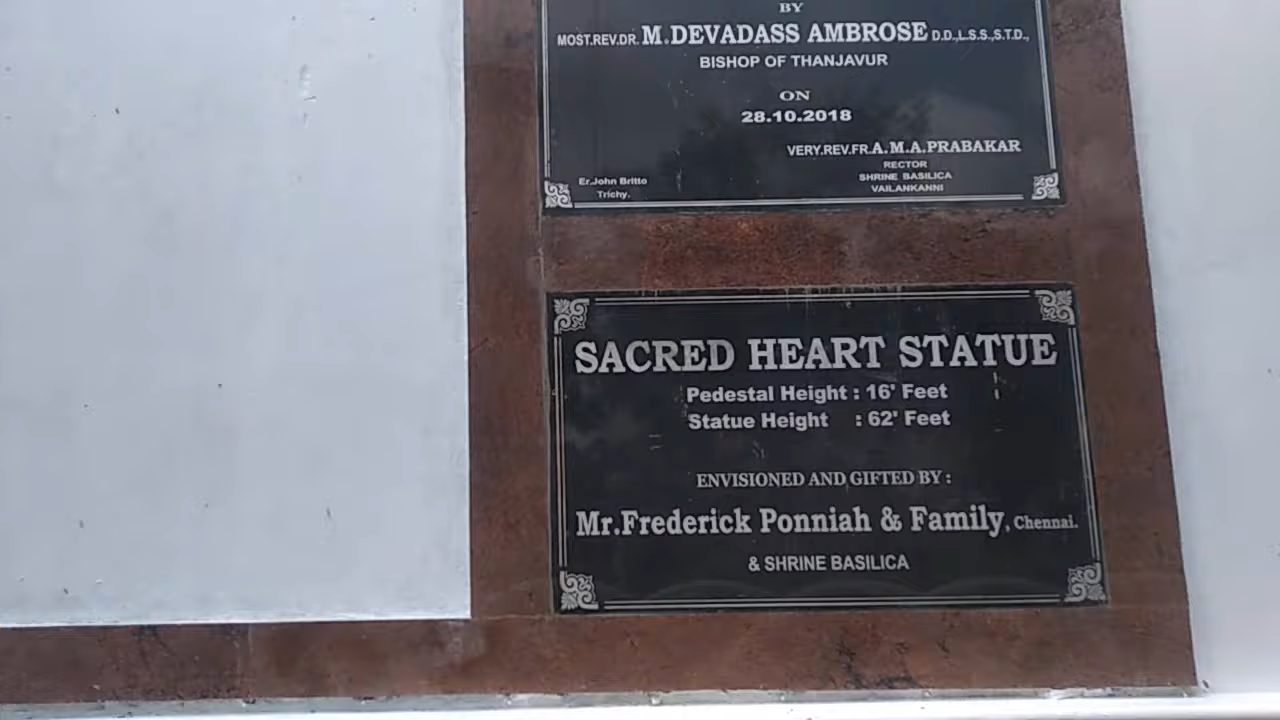 BY
MOST.REV.DR. M.DEVADASS AMBROSE D.D.,L.S.S.,S.T.D.,
BISHOP OF THANJAVUR
ON
28.10.2018
VERY.REV.FR.A.M.A.PRABAKAR
RECTOR
SHRINE BASILICA
VAILANKANNI
Er.John Britto
Trichy.
SACRED HEART STATUE
Pedestal Height : 16' Feet
Statue Height : 62' Feet
ENVISIONED AND GIFTED BY :
Mr.Frederick Ponniah & Family, Chennai.
& SHRINE BASILICA